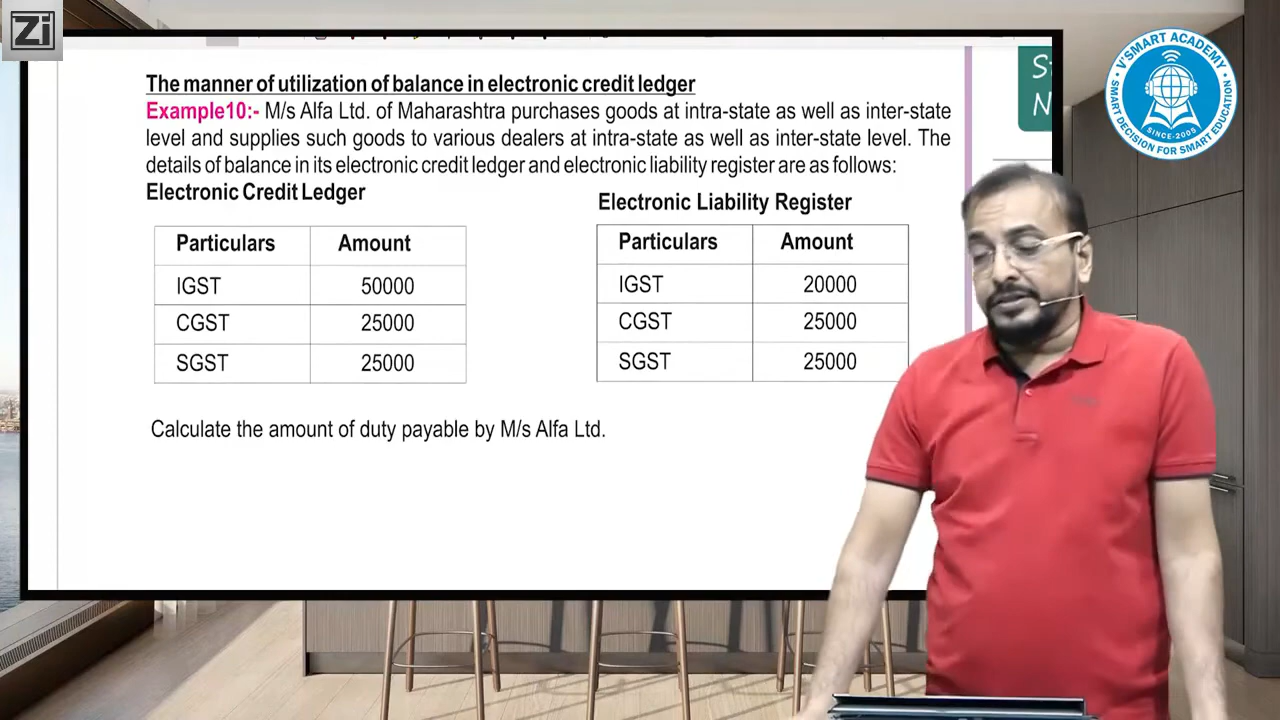 Zi
The manner of utilization of balance in electronic credit ledger
Example10:- M/s Alfa Ltd. of Maharashtra purchases goods at intra-state as well as inter-state
level and supplies such goods to various dealers at intra-state as well as inter-state level. The
details of balance in its electronic credit ledger and electronic liability register are as follows:
Electronic Credit Ledger
Particulars Amount
IGST 50000
CGST 25000
SGST 25000
Electronic Liability Register
Particulars Amount
IGST 20000
CGST 25000
SGST 25000
Calculate the amount of duty payable by M/s Alfa Ltd.
V'SMART ACADEMY
SMART DECISION FOR SMART EDUCATION
SINCE-2005